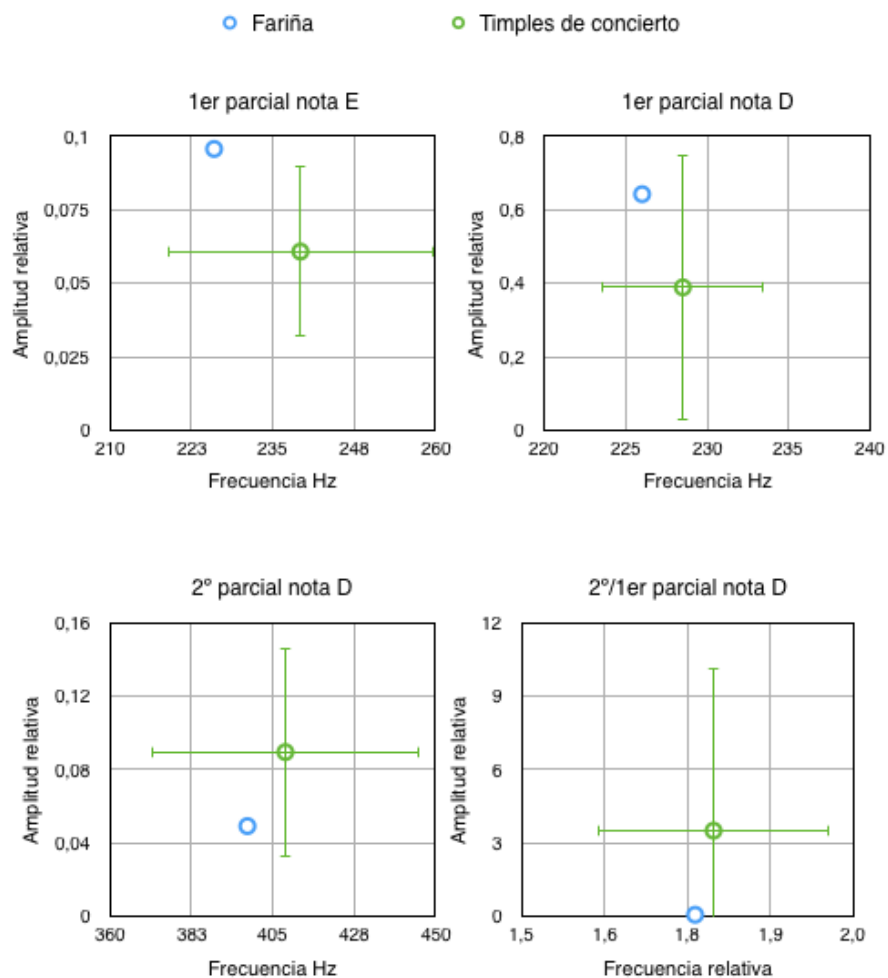 Fariña
Timples de concierto
1er parcial nota E
Amplitud relativa
0,1
0,075
0,05
0,025
0
210 223 235 248 260
Frecuencia Hz
1er parcial nota D
Amplitud relativa
0,8
0,6
0,4
0,2
0
220 225 230 235 240
Frecuencia Hz
2º parcial nota D
Amplitud relativa
0,16
0,12
0,08
0,04
0
360 383 405 428 450
Frecuencia Hz
2º/1er parcial nota D
Amplitud relativa
12
9
6
3
0
1,5 1,6 1,8 1,9 2,0
Frecuencia relativa